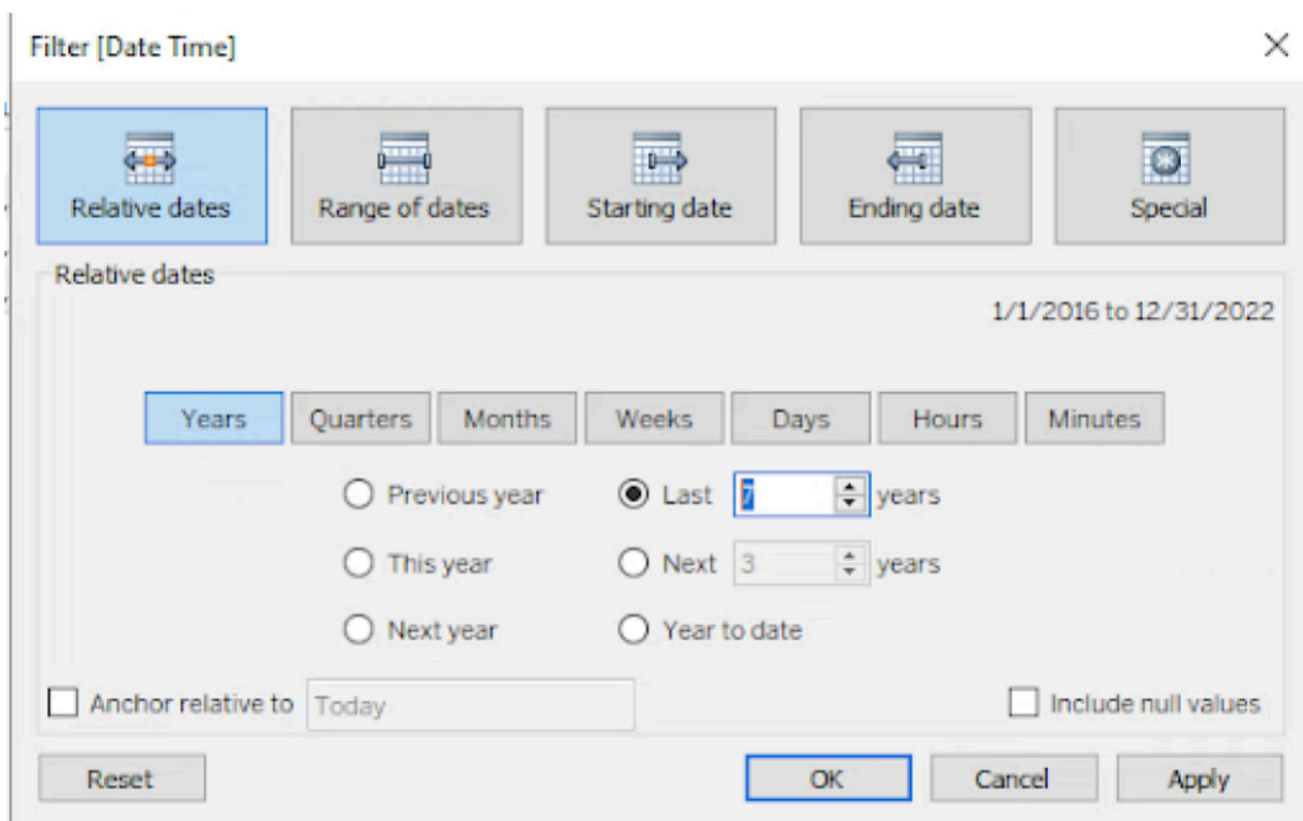 Filter [Date Time]
Relative dates
Range of dates
Starting date
Ending date
Special
Relative dates
1/1/2016 to 12/31/2022
Years
Quarters
Months
Weeks
Days
Hours
Minutes
Previous year
Last 7 years
This year
Next 3 years
Next year
Year to date
Anchor relative to Today
Include null values
Reset
OK
Cancel
Apply